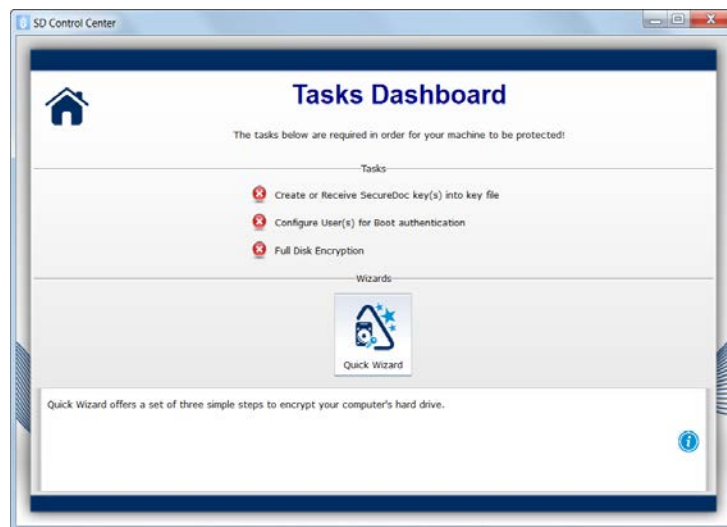 SD Control Center
Tasks Dashboard
The tasks below are required in order for your machine to be protected!
Tasks
Create or Receive SecureDoc key(s) into key file
Configure User(s) for Boot authentication
Full Disk Encryption
Wizards
Quick Wizard
Quick Wizard offers a set of three simple steps to encrypt your computer's hard drive.